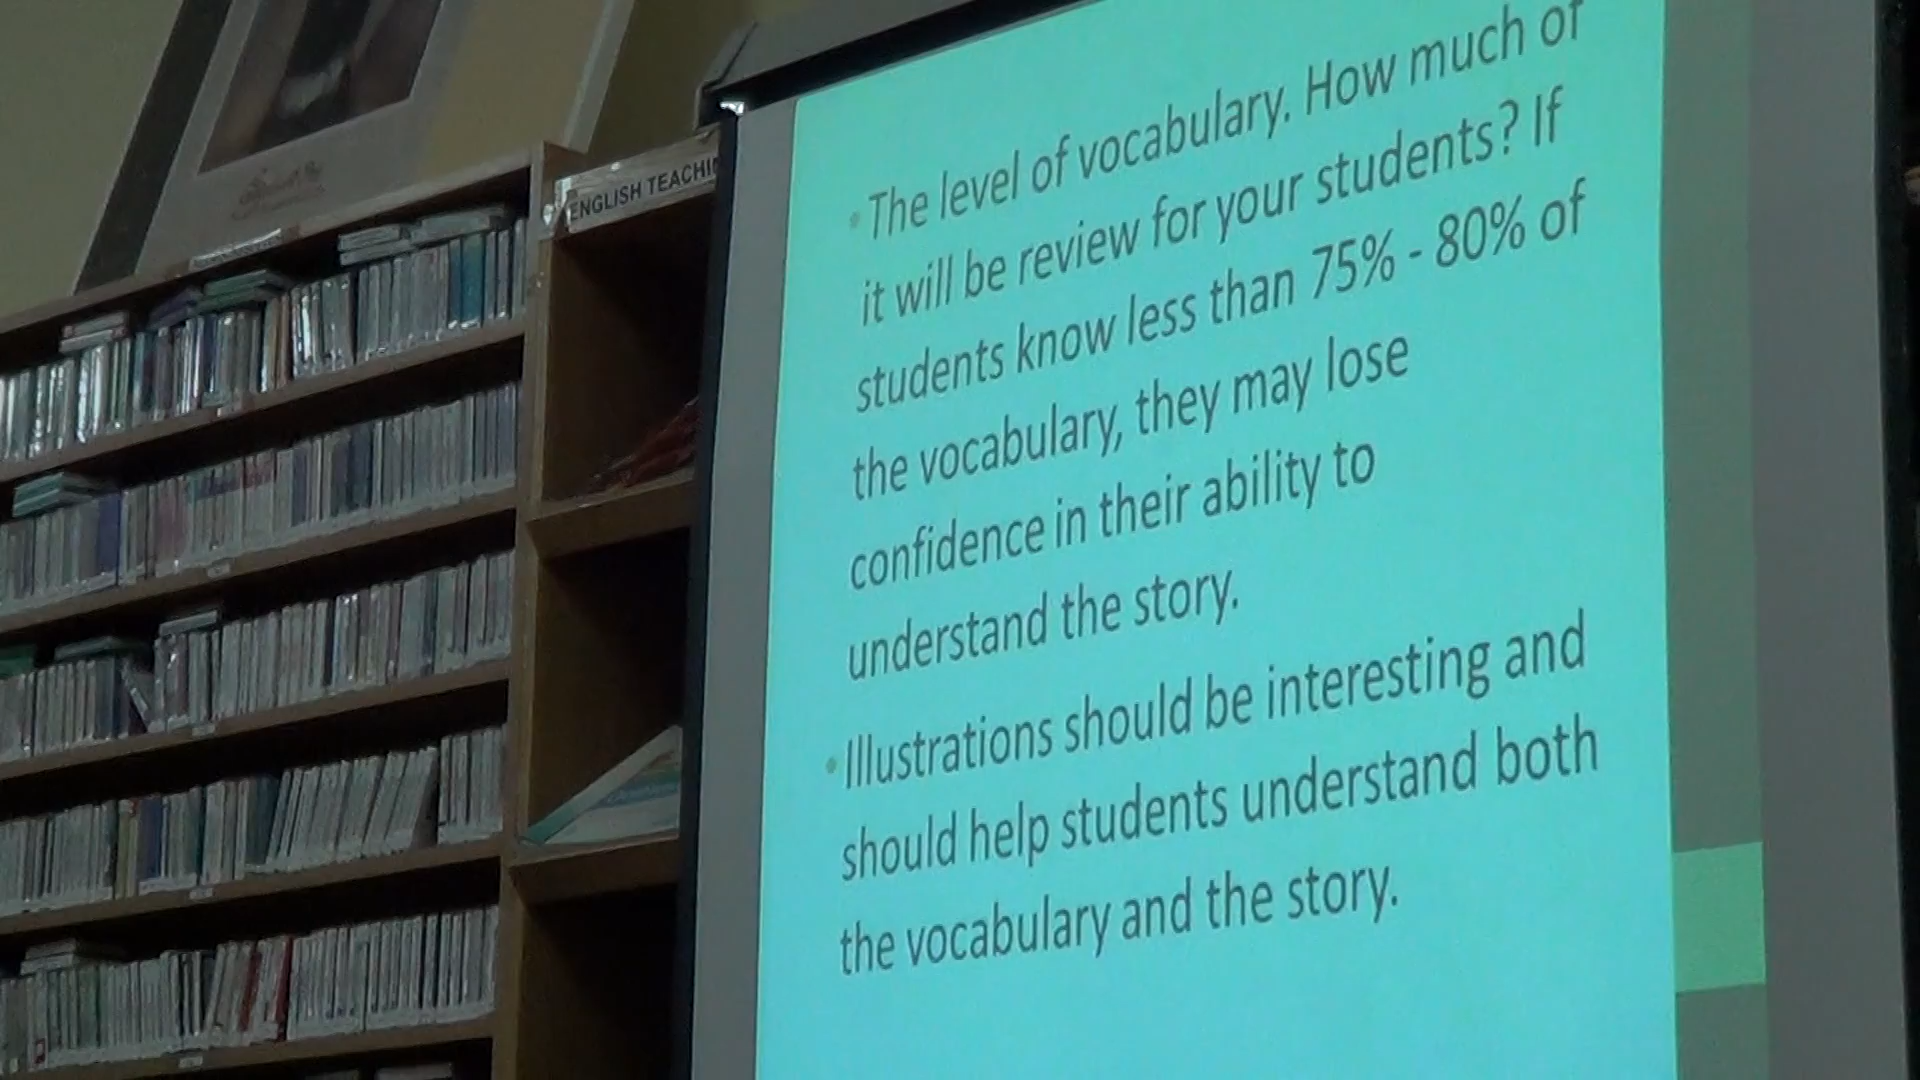 ENGLISH TEACHIN
• The level of vocabulary. How much of
it will be review for your students? If
students know less than 75% - 80% of
the vocabulary, they may lose
confidence in their ability to
understand the story.
• Illustrations should be interesting and
should help students understand both
the vocabulary and the story.